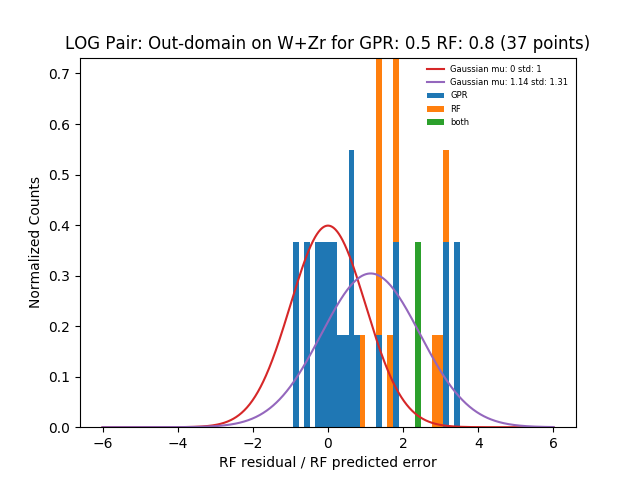 LOG Pair: Out-domain on W+Zr for GPR: 0.5 RF: 0.8 (37 points)
Gaussian mu: 0 std: 1
Gaussian mu: 1.14 std: 1.31
GPR
RF
both
Normalized Counts
0.7
0.6
0.5
0.4
0.3
0.2
0.1
0.0
−6 −4 −2 0 2 4 6
RF residual / RF predicted error